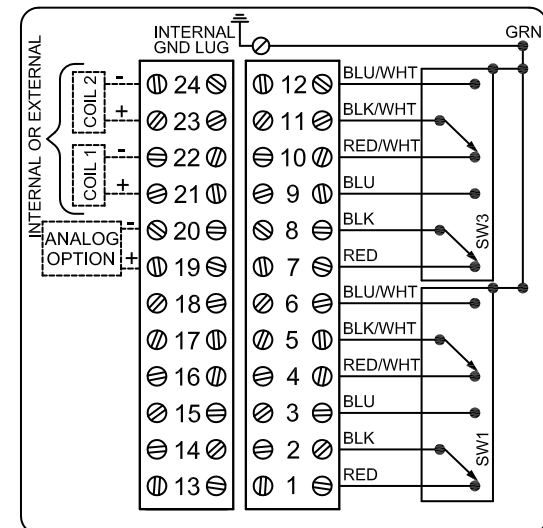 INTERNAL
GND LUG
GRN
INTERNAL OR EXTERNAL
COIL 2
-
+
COIL 1
-
+
ANALOG
OPTION
-
+
24
23
22
21
20
19
18
17
16
15
14
13
12
11
10
9
8
7
6
5
4
3
2
1
BLU/WHT
BLK/WHT
RED/WHT
BLU
BLK
RED
BLU/WHT
BLK/WHT
RED/WHT
BLU
BLK
RED
SW3
SW1